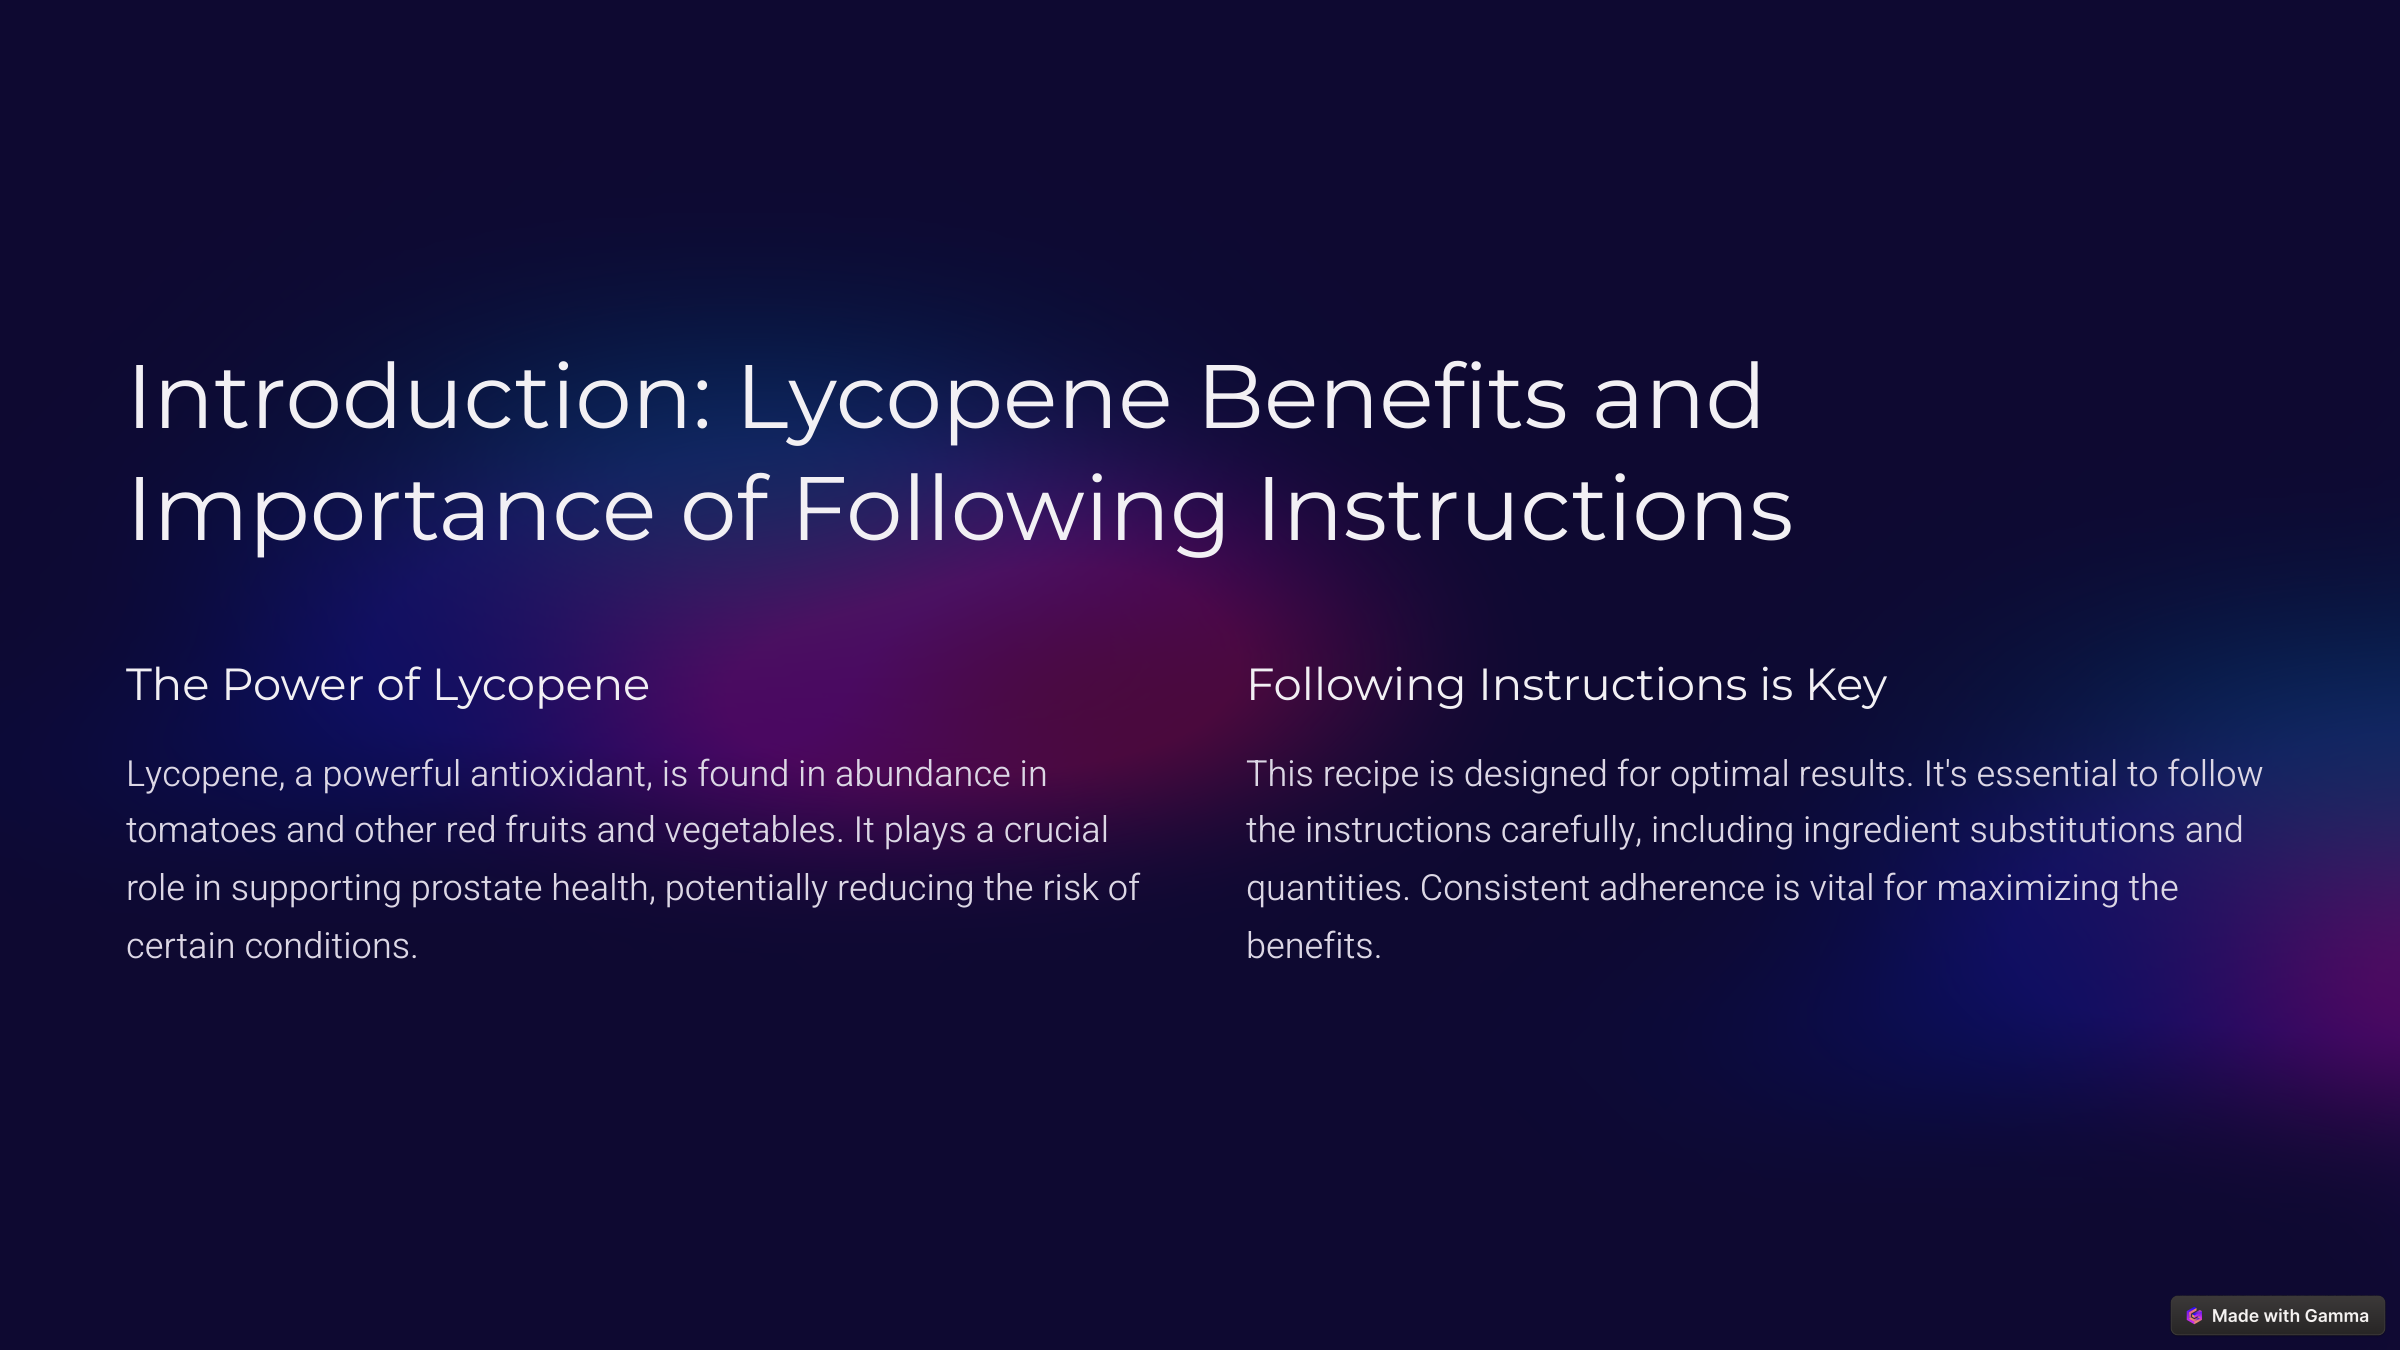 Introduction: Lycopene Benefits and
Importance of Following Instructions
The Power of Lycopene
Lycopene, a powerful antioxidant, is found in abundance in
tomatoes and other red fruits and vegetables. It plays a crucial
role in supporting prostate health, potentially reducing the risk of
certain conditions.
Following Instructions is Key
This recipe is designed for optimal results. It's essential to follow
the instructions carefully, including ingredient substitutions and
quantities. Consistent adherence is vital for maximizing the
benefits.
Made with Gamma